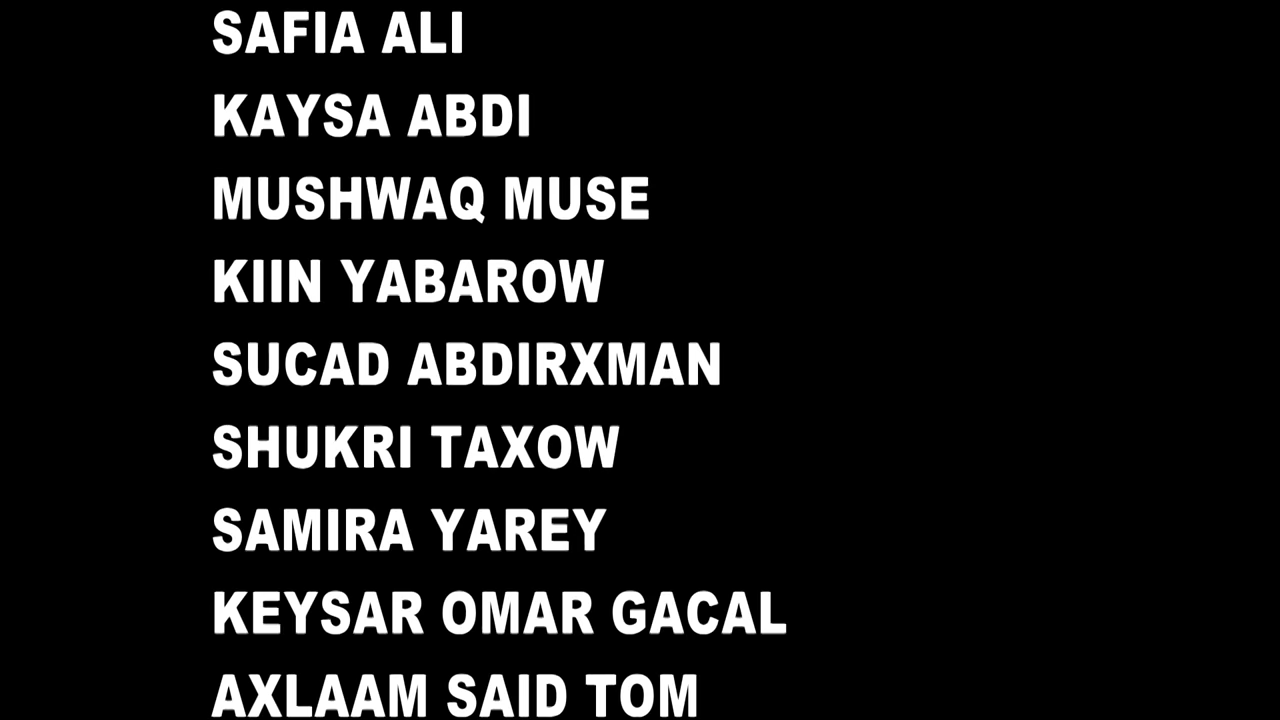 SAFIA ALI
KAYSA ABDI
MUSHWAQ MUSE
KIIN YABAROW
SUCAD ABDIRXMAN
SHUKRI TAXOW
SAMIRA YAREY
KEYSAR OMAR GACAL
AXLAAM SAID TOM